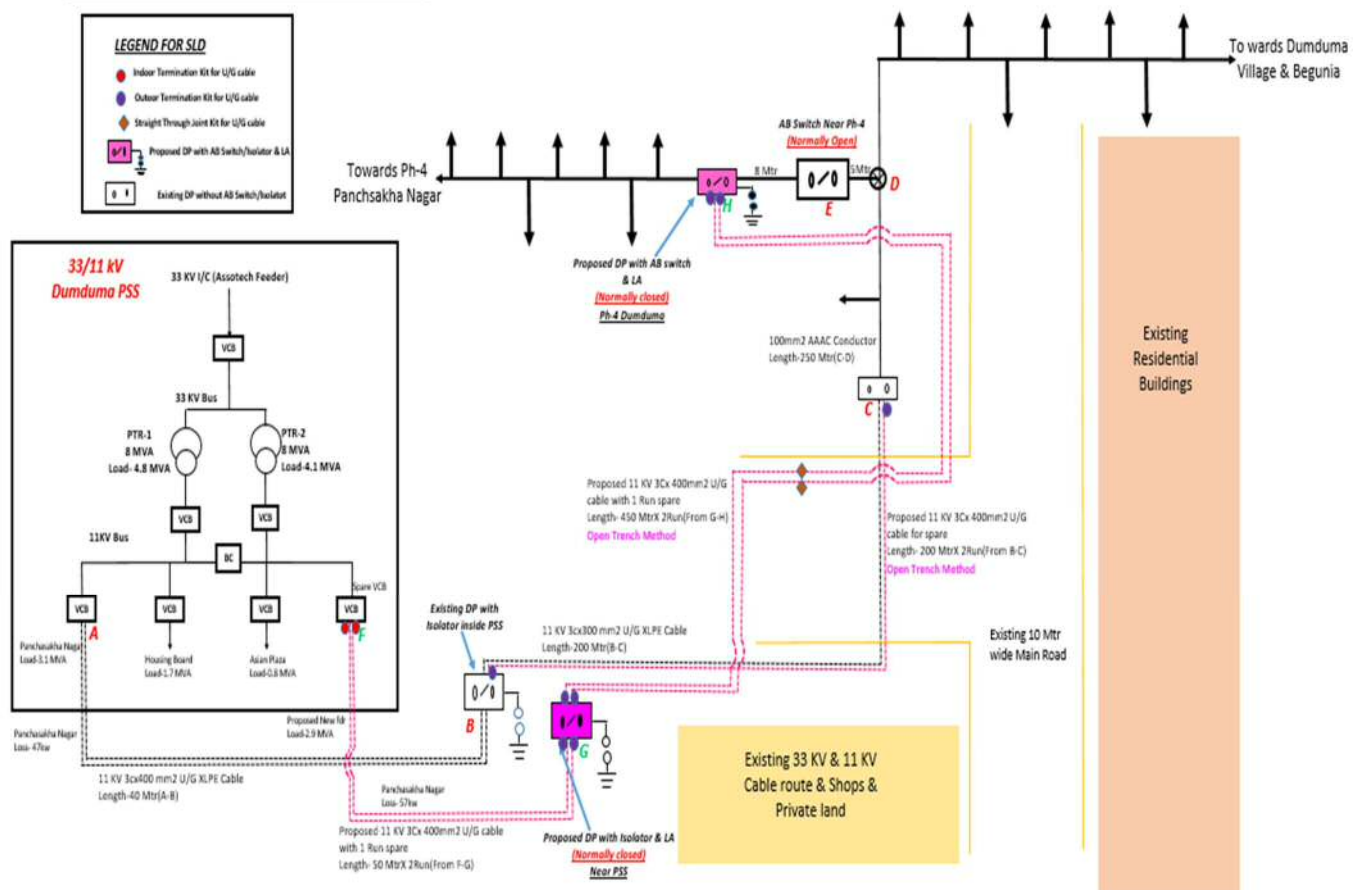 LEGEND FOR SLD
Indoor Termination Kit for U/G cable
Outoor Termination Kit for U/G cable
Straight Through Joint Kit for U/G cable
Proposed DP with AB Switch/Isolator & LA
Existing DP without AB Switch/Isolatot
To wards Dumduma
Village & Begunia
AB Switch Near Ph-4
(Normally Open)
Towards Ph-4
Panchsakha Nagar
8 Mtr
5Mtr
D
E
H
Proposed DP with AB switch
& LA
(Normally closed)
Ph-4 Dumduma
33/11 kV
Dumduma PSS
33 KV I/C (Assotech Feeder)
VCB
33 KV Bus
PTR-1
8 MVA
Load- 4.8 MVA
PTR-2
8 MVA
Load-4.1 MVA
VCB
VCB
11KV Bus
BC
Spare VCB
VCB
VCB
VCB
VCB
A
F
Panchasakha Nagar
Load-3.1 MVA
Housing Board
Load-1.7 MVA
Asian Plaza
Load-0.8 MVA
Proposed New fdr
Load-2.9 MVA
Panchasakha Nagar
Loss- 47kw
11 KV 3cx400 mm2 U/G XLPE Cable
Length-40 Mtr(A-B)
Panchasakha Nagar
Loss- 57kw
Proposed 11 KV 3Cx 400mm2 U/G cable
with 1 Run spare
Length- 50 MtrX 2Run(From F-G)
Existing DP with
Isolator inside PSS
B
11 KV 3cx300 mm2 U/G XLPE Cable
Length-200 Mtr(B-C)
G
Proposed DP with Isolator & LA
(Normally closed)
Near PSS
100mm2 AAAC Conductor
Length-250 Mtr(C-D)
C
Proposed 11 KV 3Cx 400mm2 U/G
cable with 1 Run spare
Length- 450 MtrX 2Run(From G-H)
Open Trench Method
Proposed 11 KV 3Cx 400mm2 U/G
cable for spare
Length- 200 MtrX 2Run(From B-C)
Open Trench Method
Existing 10 Mtr
wide Main Road
Existing
Residential
Buildings
Existing 33 KV & 11 KV
Cable route & Shops &
Private land